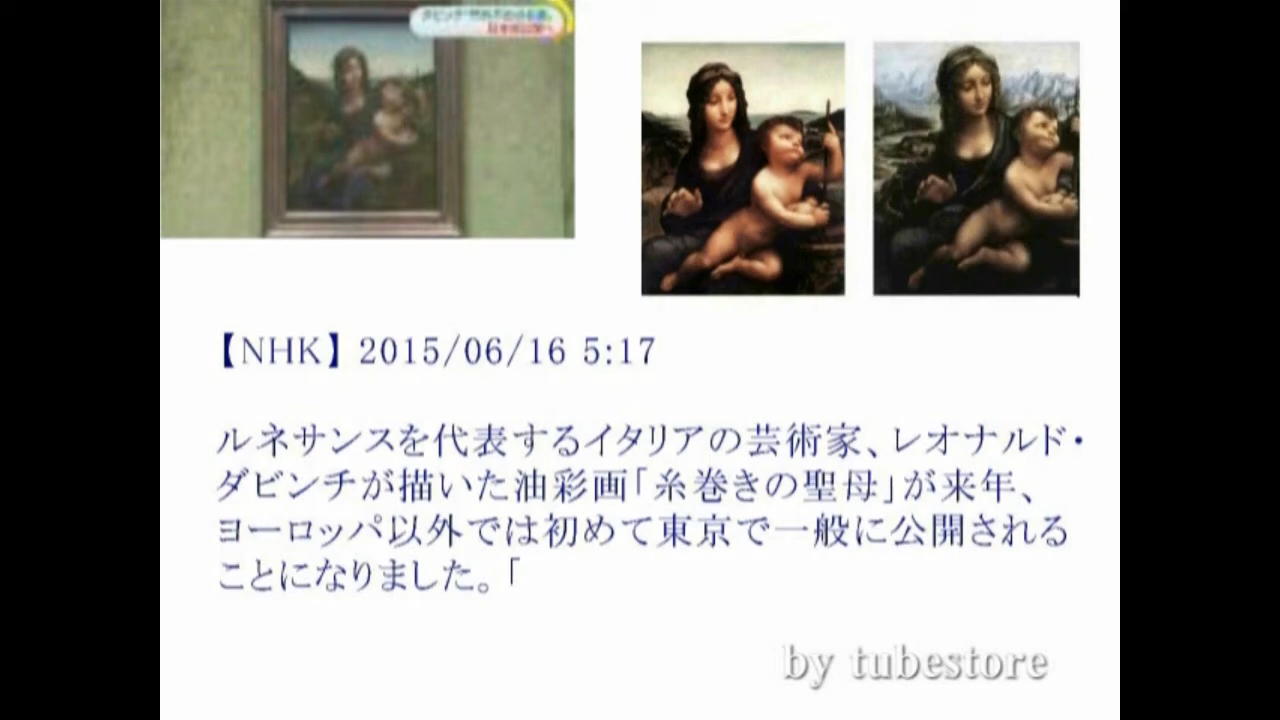 【NHK】 2015/06/16 5:17
ルネサンスを代表するイタリアの芸術家、レオナルド・
ダビンチが描いた油彩画「糸巻きの聖母」が来年、
ヨーロッパ以外では初めて東京で一般に公開される
ことになりました。「
by tubestore